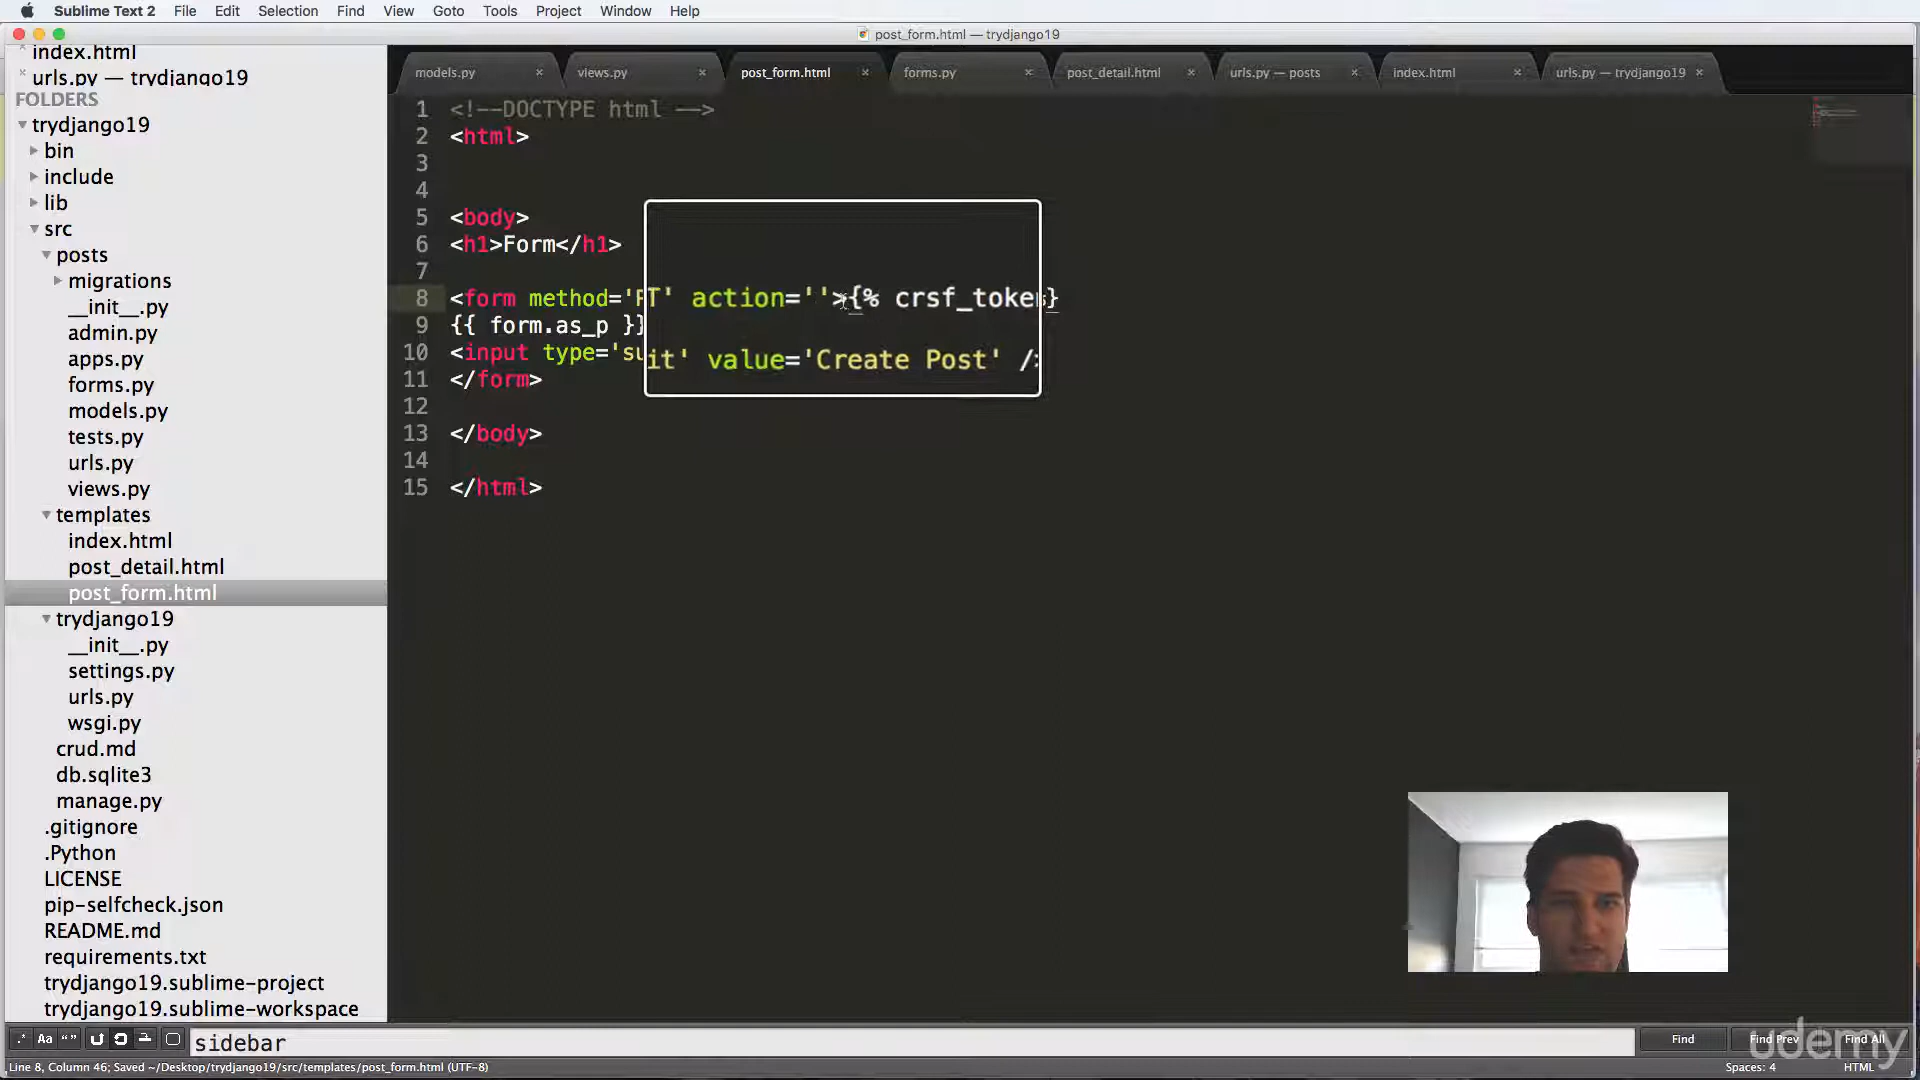 Sublime Text 2 File Edit Selection Find View Goto Tools Project Window Help
post_form.html — trydjango19
index.html
urls.py — trydjango19
FOLDERS
trydjango19
bin
include
lib
src
posts
migrations
__init__.py
admin.py
apps.py
forms.py
models.py
tests.py
urls.py
views.py
templates
index.html
post_detail.html
post_form.html
trydjango19
__init__.py
settings.py
urls.py
wsgi.py
crud.md
db.sqlite3
manage.py
.gitignore
.Python
LICENSE
pip-selfcheck.json
README.md
requirements.txt
trydjango19.sublime-project
trydjango19.sublime-workspace
models.py views.py post_form.html forms.py post_detail.html urls.py — posts index.html urls.py — trydjango19
1 <!--DOCTYPE html -->
2 <html>
3
4
5 <body>
6 <h1>Form</h1>
7
8 <form method='PT' action=''>{% crsf_token}
9 {{ form.as_p }}
10 <input type='suit' value='Create Post' />
11 </form>
12
13 </body>
14
15 </html>
.* Aa “” sidebar Find Find Prev Find All
udemy
Line 8, Column 46; Saved ~/Desktop/trydjango19/src/templates/post_form.html (UTF-8) Spaces: 4 HTML